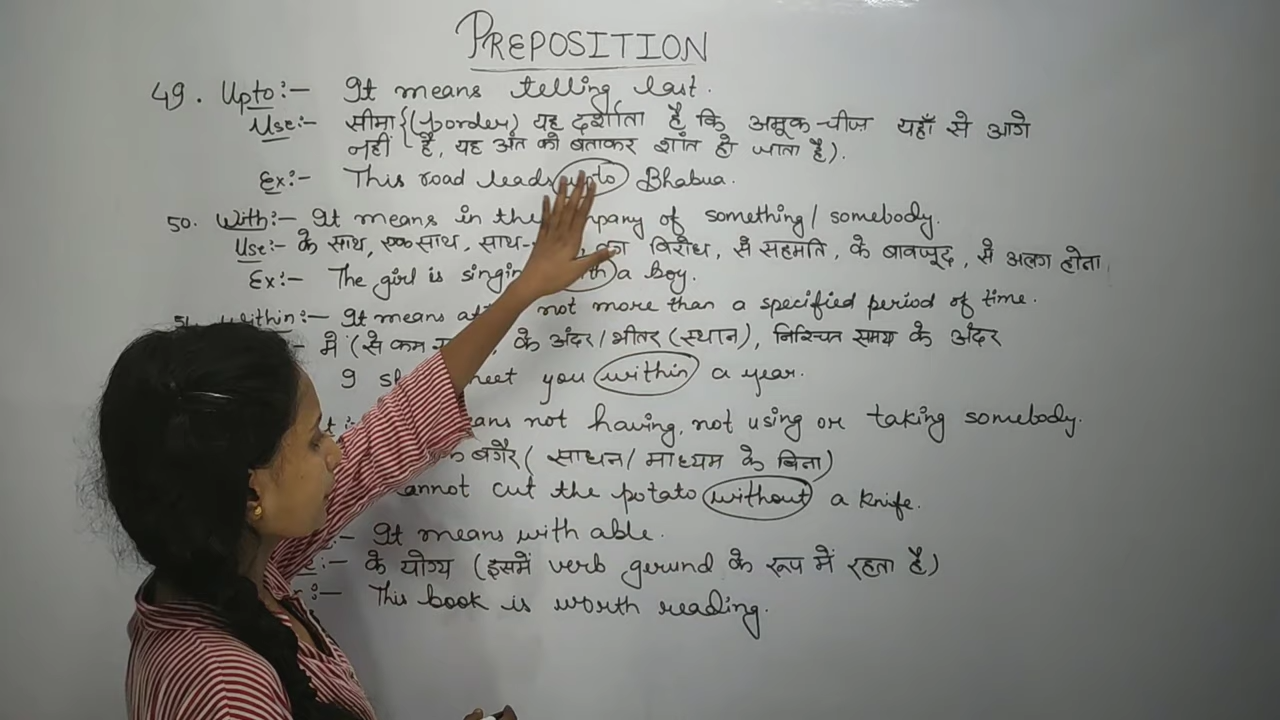 PREPOSITION
49. Upto:- It means telling last.
Use:- सीमा {(border) यह दर्शाता है कि अमूक-चीज यहाँ से आगे
नहीं है, यह अंत को बताकर शांत हो जाता है).
Ex:- This road leads upto Bhabua.
50. With:- It means in the company of something/somebody.
Use:- के साथ, एक साथ, साथ- का विरोध, से सहमति, के बावजूद, से अलग होता
Ex:- The girl is singing with a boy.
51. Within:- It means not more than a specified period of time.
में (से कम के अंदर/भीतर (स्थान), निश्चित समय के अंदर
I meet you within a year.
means not having, not using or taking somebody.
बगैर (साधन/माध्यम के बिना)
cannot cut the potato without a knife.
:- It means with able.
:- के योग्य (इसमें verb gerund के रूप में रहता है)
:- This book is worth reading.